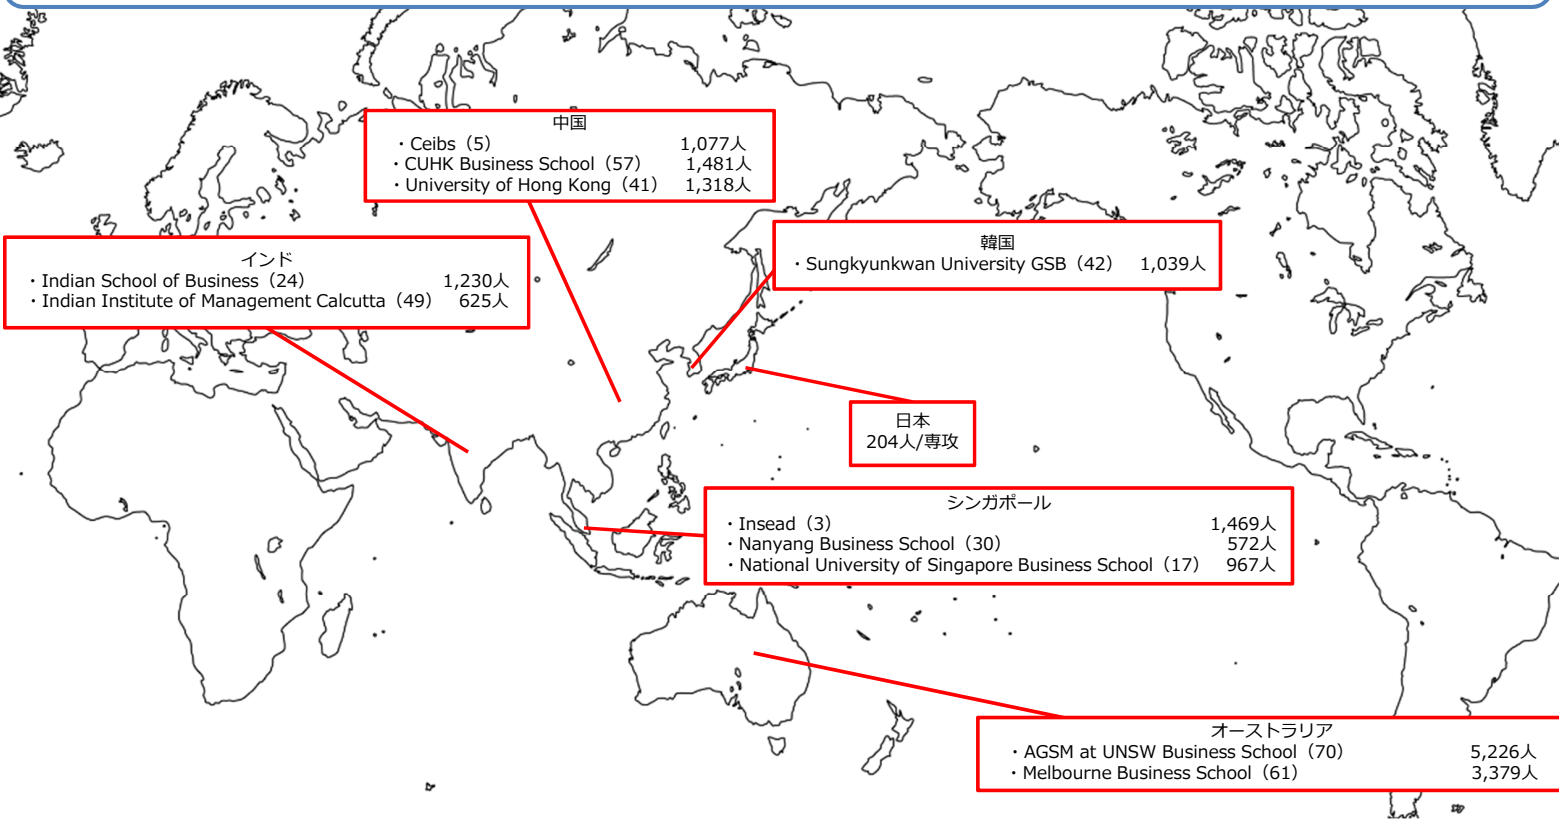 中国
・Ceibs（5） 1,077人
・CUHK Business School（57） 1,481人
・University of Hong Kong（41） 1,318人
韓国
・Sungkyunkwan University GSB（42） 1,039人
インド
・Indian School of Business（24） 1,230人
・Indian Institute of Management Calcutta（49） 625人
日本
204人/専攻
シンガポール
・Insead（3） 1,469人
・Nanyang Business School（30） 572人
・National University of Singapore Business School（17） 967人
オーストラリア
・AGSM at UNSW Business School（70） 5,226人
・Melbourne Business School（61） 3,379人